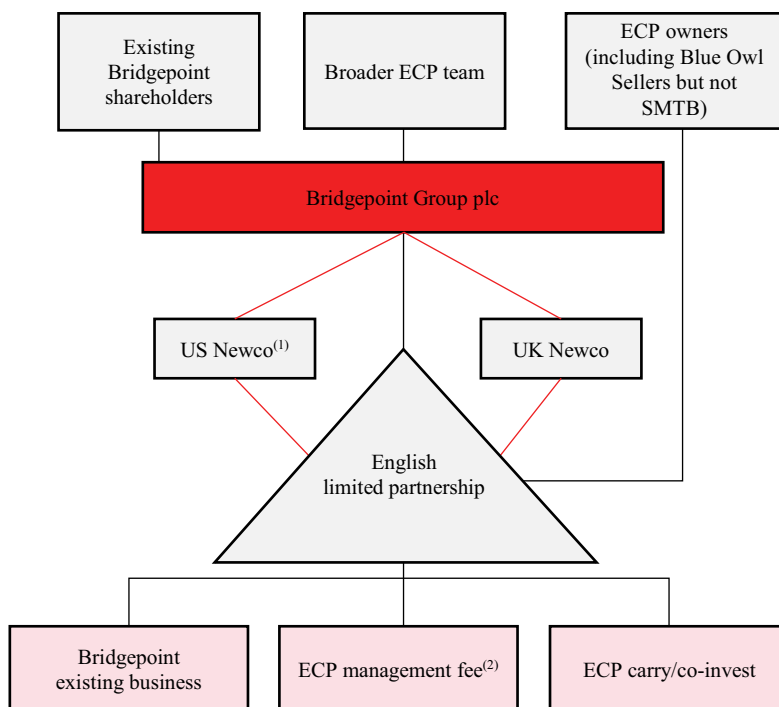 Existing
Bridgepoint
shareholders
Broader ECP team
ECP owners
(including Blue Owl
Sellers but not
SMTB)
Bridgepoint Group plc
US Newco(1)
UK Newco
English
limited partnership
Bridgepoint
existing business
ECP management fee(2)
ECP carry/co-invest